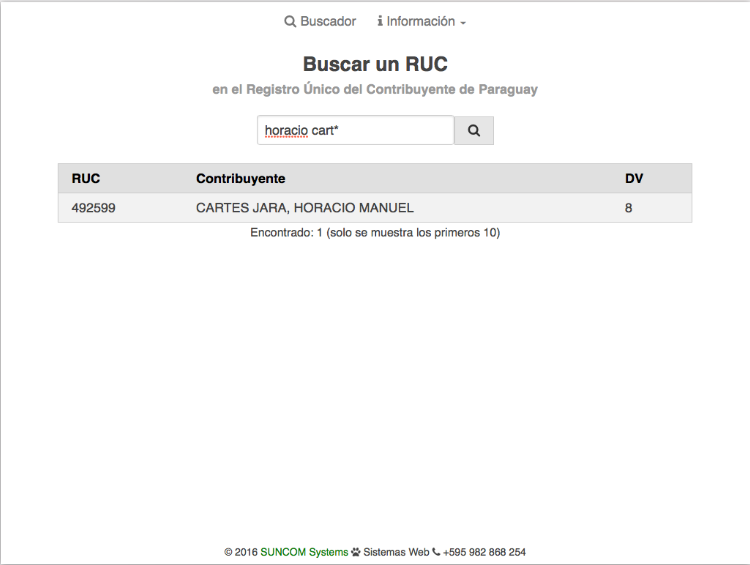 Buscador Información
Buscar un RUC
en el Registro Único del Contribuyente de Paraguay
horacio cart*
RUC Contribuyente DV
492599 CARTES JARA, HORACIO MANUEL 8
Encontrado: 1 (solo se muestra los primeros 10)
© 2016 SUNCOM Systems Sistemas Web +595 982 868 254